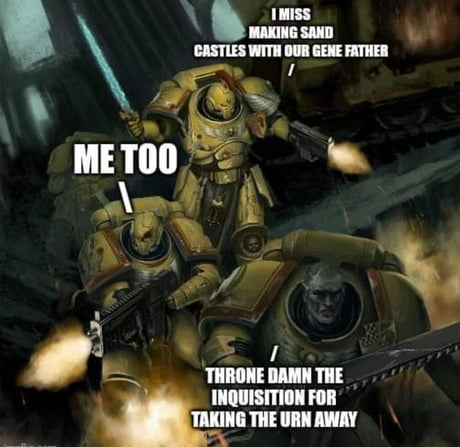 I MISS
MAKING SAND
CASTLES WITH OUR GENE FATHER
ME TOO
THRONE DAMN THE
INQUISITION FOR
TAKING THE URN AWAY